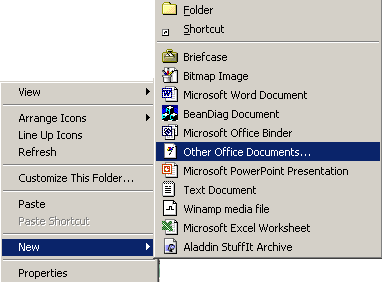 View
Arrange Icons
Line Up Icons
Refresh
Customize This Folder...
Paste
Paste Shortcut
New
Properties
Folder
Shortcut
Briefcase
Bitmap Image
Microsoft Word Document
BeanDiag Document
Microsoft Office Binder
Other Office Documents...
Microsoft PowerPoint Presentation
Text Document
Winamp media file
Microsoft Excel Worksheet
Aladdin StuffIt Archive